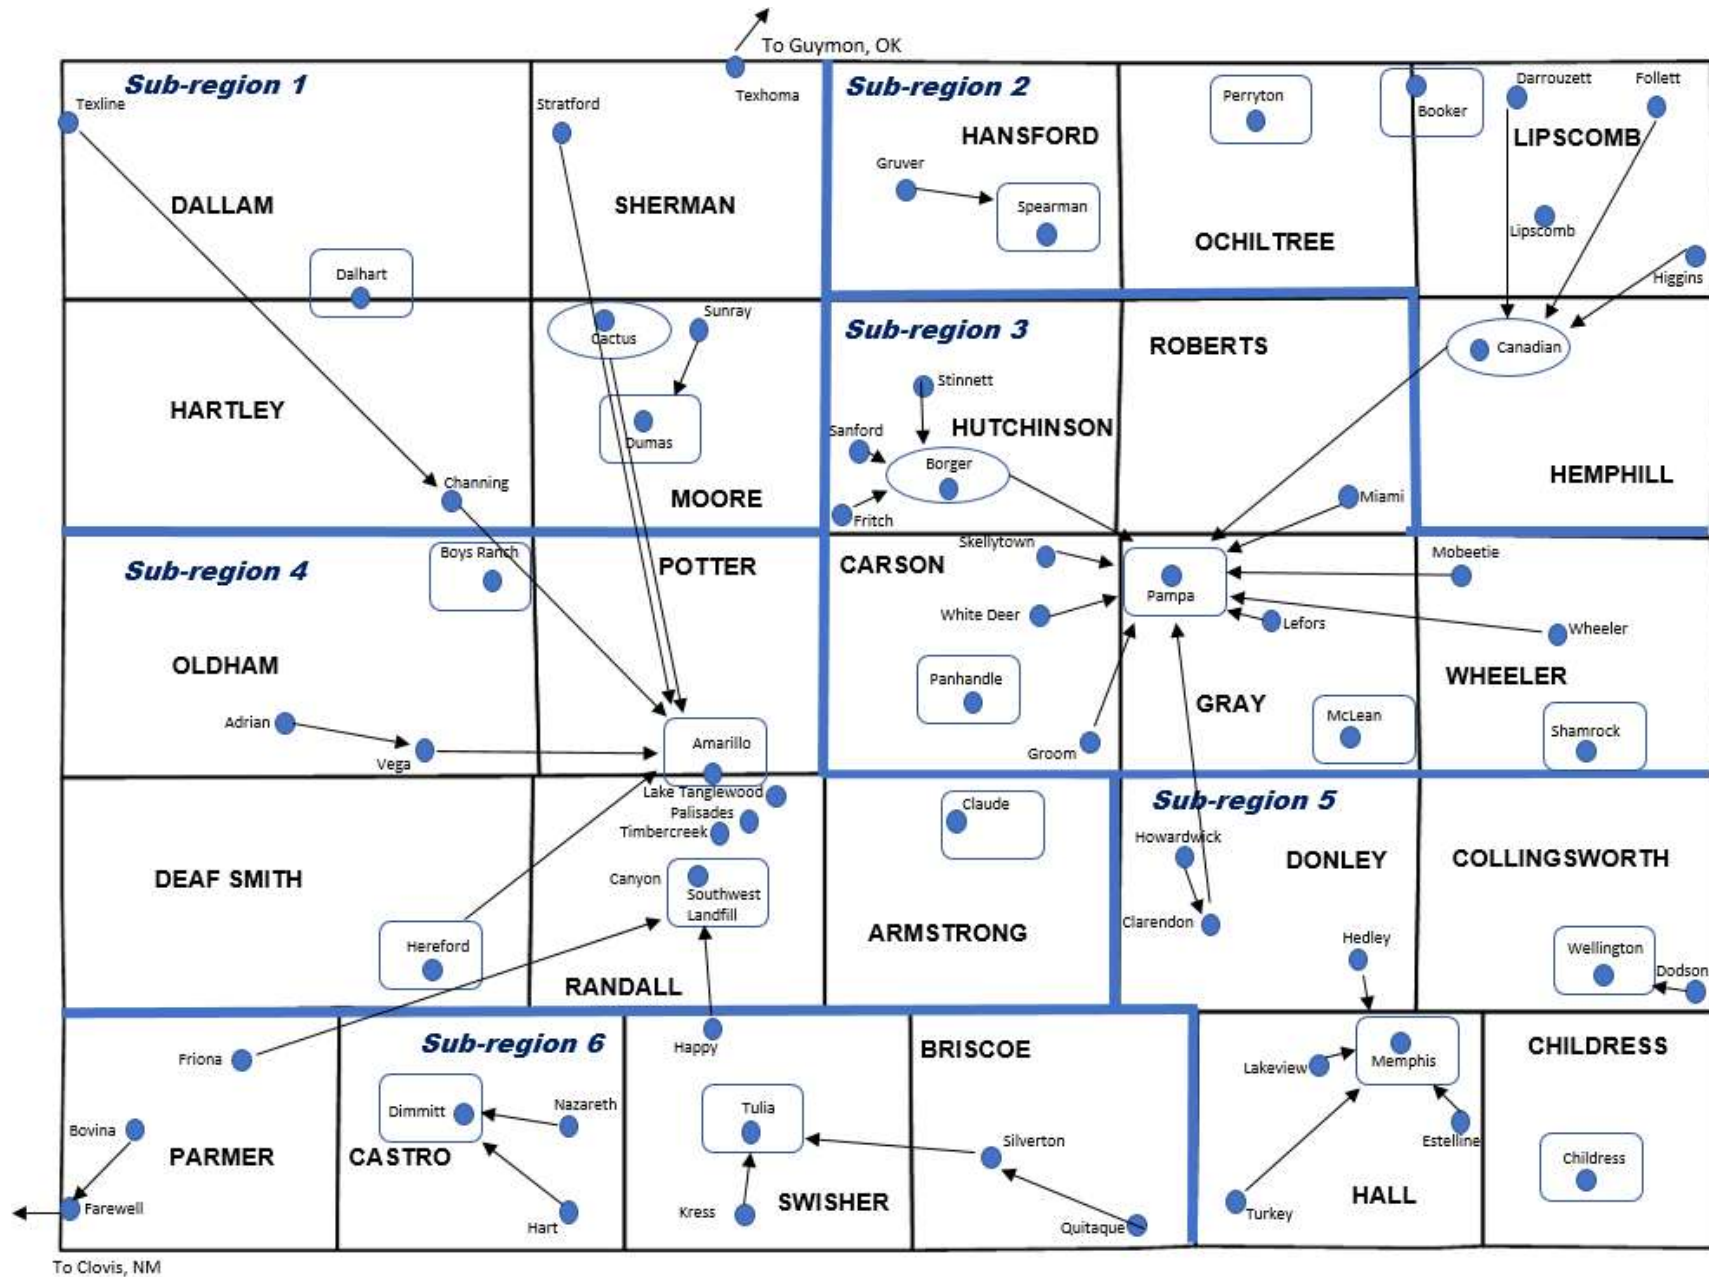 To Guymon, OK
Sub-region 1
Sub-region 2
Texline
Stratford
Texhoma
Perryton
Booker
Darrouzett
Follett
HANSFORD
LIPSCOMB
Gruver
DALLAM
SHERMAN
Spearman
OCHILTREE
Lipscomb
Higgins
Dalhart
Sub-region 3
Cactus
Sunray
ROBERTS
Canadian
Stinnett
HARTLEY
Dumas
Sanford
HUTCHINSON
Borger
Channing
MOORE
Fritch
Miami
HEMPHILL
Sub-region 4
Boys Ranch
POTTER
CARSON
Skellytown
Pampa
Mobeetie
White Deer
Lefors
Wheeler
OLDHAM
Panhandle
GRAY
WHEELER
Adrian
Vega
Amarillo
Groom
McLean
Shamrock
Lake Tanglewood
Palisades
Timbercreek
Claude
Sub-region 5
Howardwick
DEAF SMITH
Canyon
Southwest
Landfill
DONLEY
COLLINGSWORTH
Hereford
ARMSTRONG
Clarendon
Hedley
Wellington
Dodson
RANDALL
Friona
Sub-region 6
Happy
BRISCOE
Lakeview
Memphis
CHILDRESS
Bovina
PARMER
Dimmitt
Nazareth
CASTRO
Tulia
Silverton
Estelline
Childress
Farewell
Hart
Kress
SWISHER
Quitaque
Turkey
HALL
To Clovis, NM